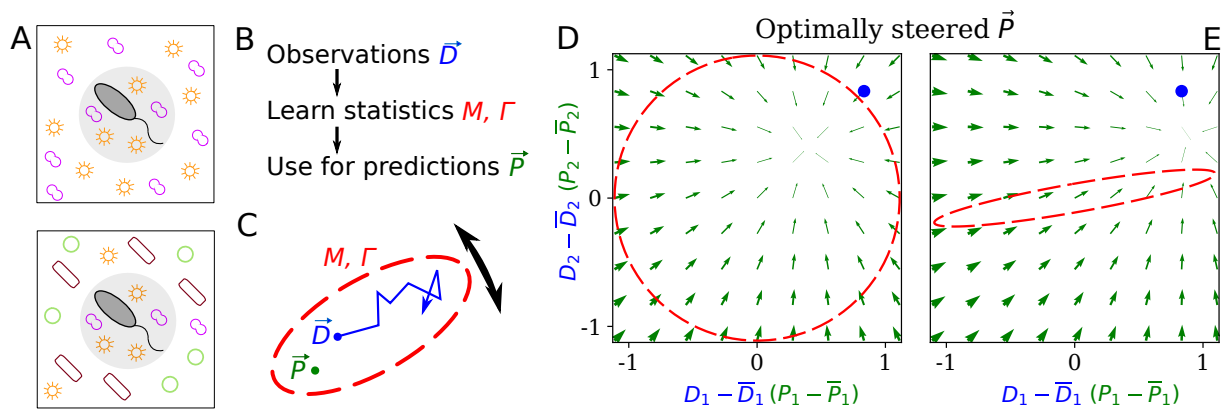 A
B
Observations D⃗
Learn statistics M, Γ
Use for predictions P⃗
C
M, Γ
D⃗
P⃗
Optimally steered P⃗
D
E
D₂ − D̅₂ (P₂ − P̅₂)
1
0
-1
-1
0
1
D₁ − D̅₁ (P₁ − P̅₁)
-1
0
1
D₁ − D̅₁ (P₁ − P̅₁)